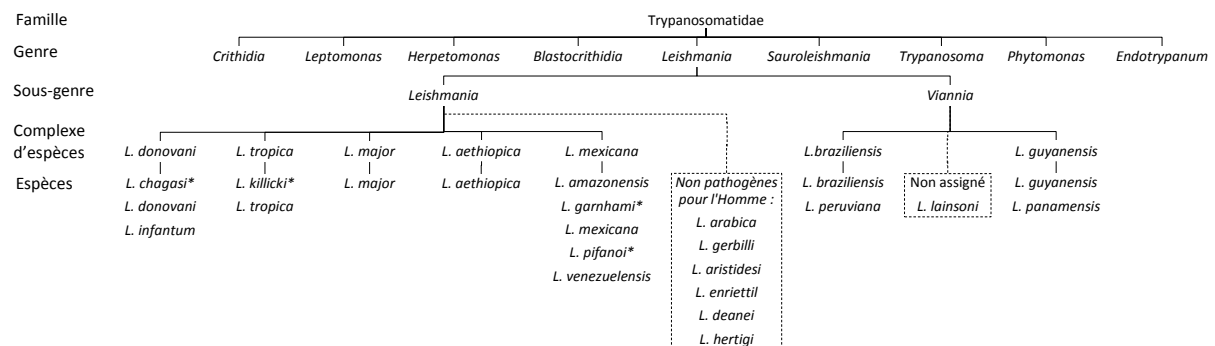 Famille Trypanosomatidae
Genre Crithidia Leptomonas Herpetomonas Blastocrithidia Leishmania Sauroleishmania Trypanosoma Phytomonas Endotrypanum
Sous-genre Leishmania Viannia
Complexe
d'espèces L. donovani L. tropica L. major L. aethiopica L. mexicana L.braziliensis L. guyanensis
Espèces L. chagasi* L. killicki* L. major L. aethiopica L. amazonensis Non pathogènes L. braziliensis Non assigné L. guyanensis
L. donovani L. tropica L. garnhami* pour l'Homme : L. peruviana L. lainsoni L. panamensis
L. infantum L. mexicana L. arabica
L. pifanoi* L. gerbilli
L. venezuelensis L. aristidesi
L. enriettil
L. deanei
L. hertigi